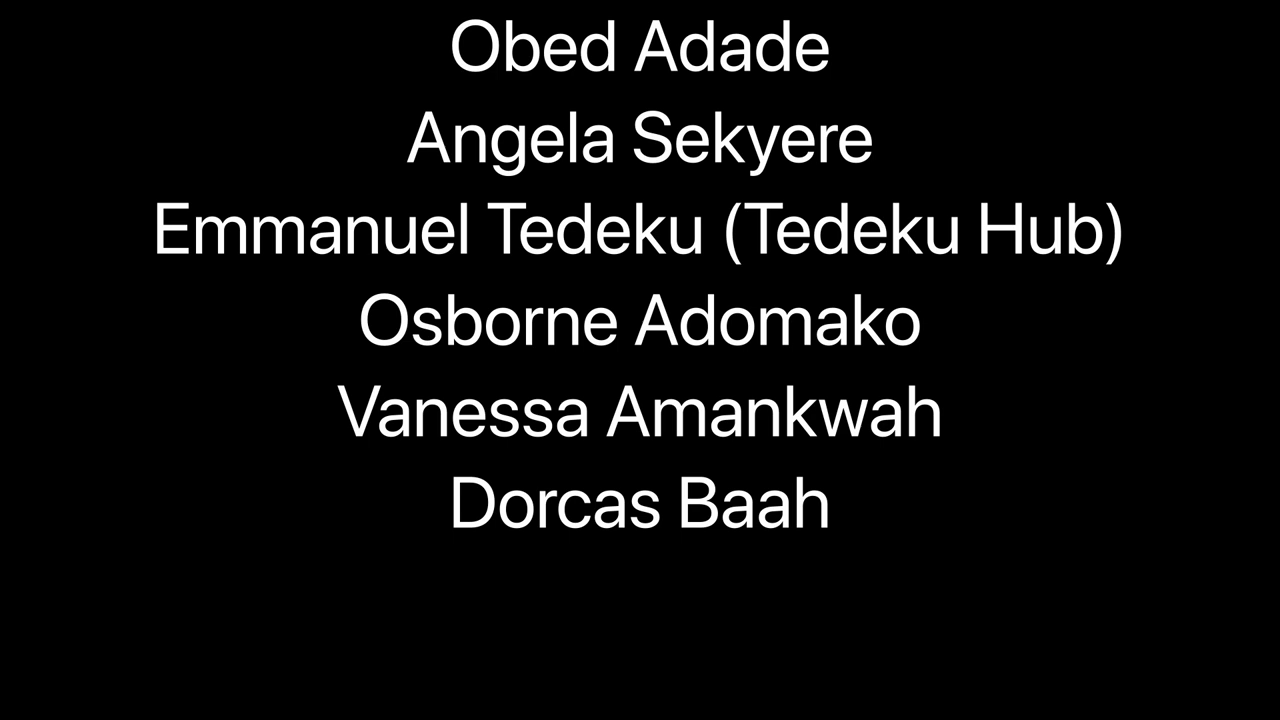 Obed Adade
Angela Sekyere
Emmanuel Tedeku (Tedeku Hub)
Osborne Adomako
Vanessa Amankwah
Dorcas Baah